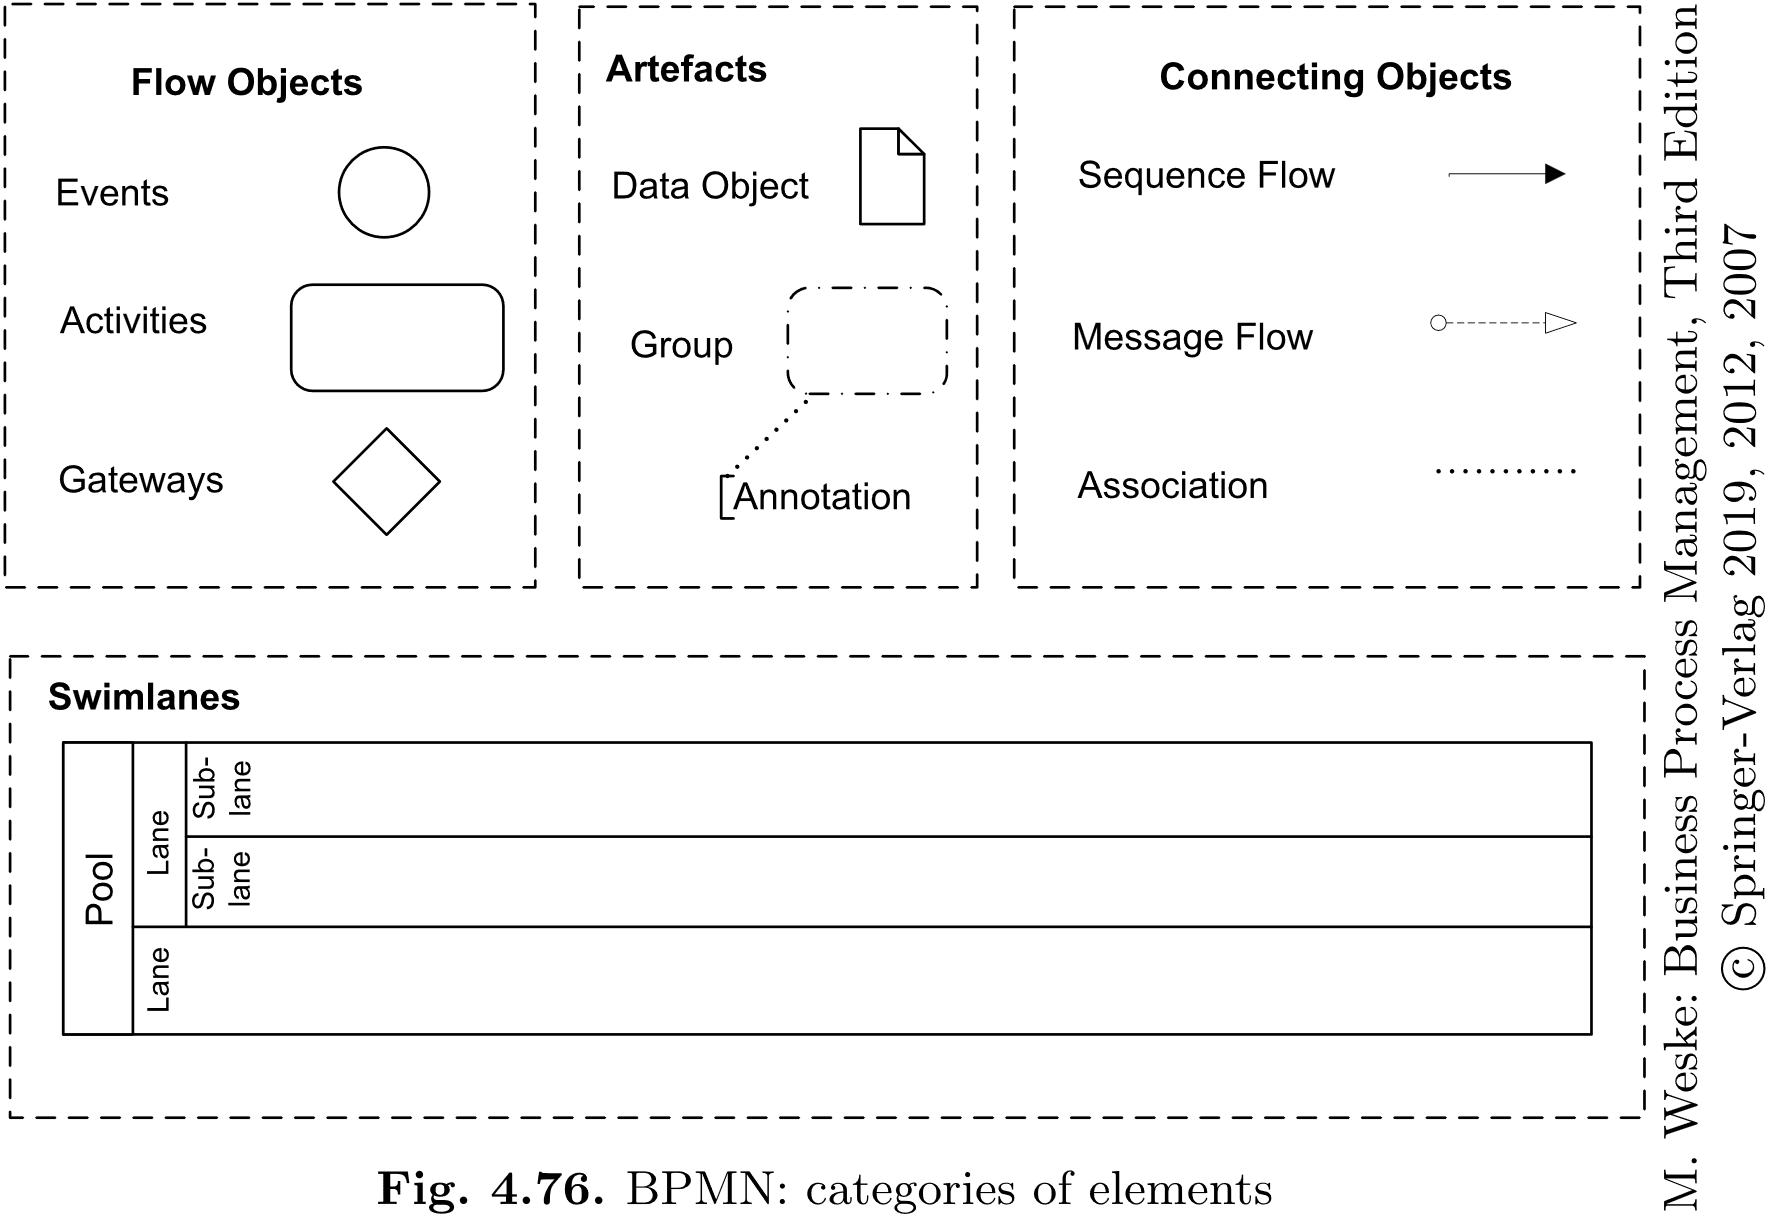 Flow Objects
Events
Activities
Gateways
Artefacts
Data Object
Group
Annotation
Connecting Objects
Sequence Flow
Message Flow
Association
Swimlanes
Pool
Lane
Sub-
lane
Sub-
lane
Lane
Fig. 4.76. BPMN: categories of elements
M. Weske: Business Process Management, Third Edition
© Springer-Verlag 2019, 2012, 2007